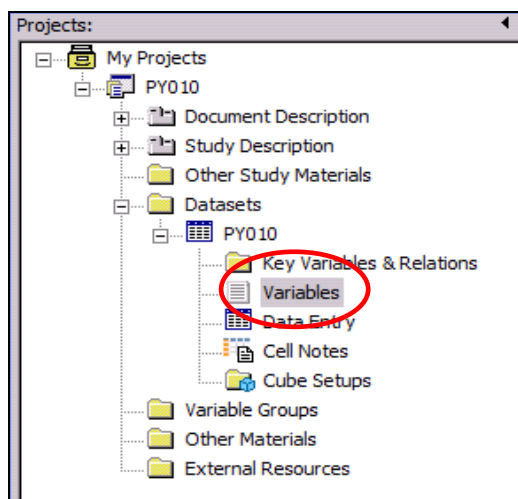 Projects:
My Projects
PY010
Document Description
Study Description
Other Study Materials
Datasets
PY010
Key Variables & Relations
Variables
Data Entry
Cell Notes
Cube Setups
Variable Groups
Other Materials
External Resources